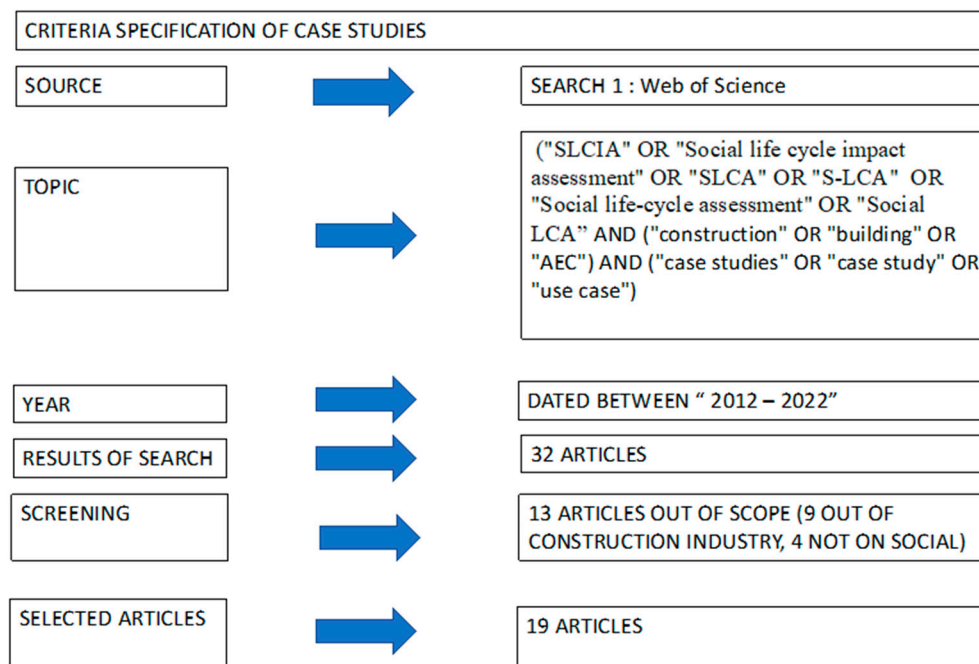 CRITERIA SPECIFICATION OF CASE STUDIES
SOURCE
SEARCH 1 : Web of Science
TOPIC
("SLCIA" OR "Social life cycle impact
assessment" OR "SLCA" OR "S-LCA" OR
"Social life-cycle assessment" OR "Social
LCA” AND ("construction" OR "building" OR
"AEC") AND ("case studies" OR "case study" OR
"use case")
YEAR
DATED BETWEEN “ 2012 – 2022”
RESULTS OF SEARCH
32 ARTICLES
SCREENING
13 ARTICLES OUT OF SCOPE (9 OUT OF
CONSTRUCTION INDUSTRY, 4 NOT ON SOCIAL)
SELECTED ARTICLES
19 ARTICLES